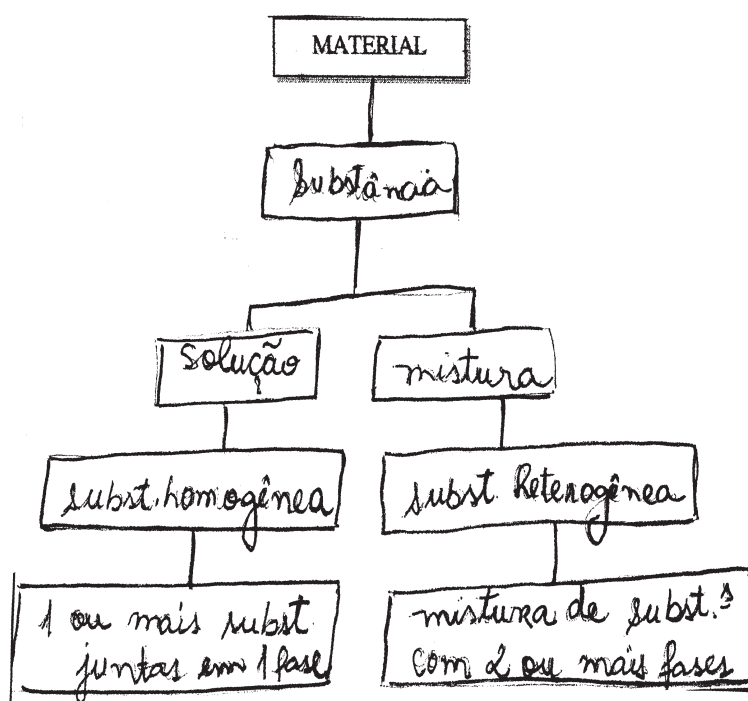 MATERIAL
Substância
Solução
mistura
subst. homogênea
subst. Heterogênea
1 ou mais subst.
juntas em 1 fase
mistura de subst.s
com 2 ou mais fases